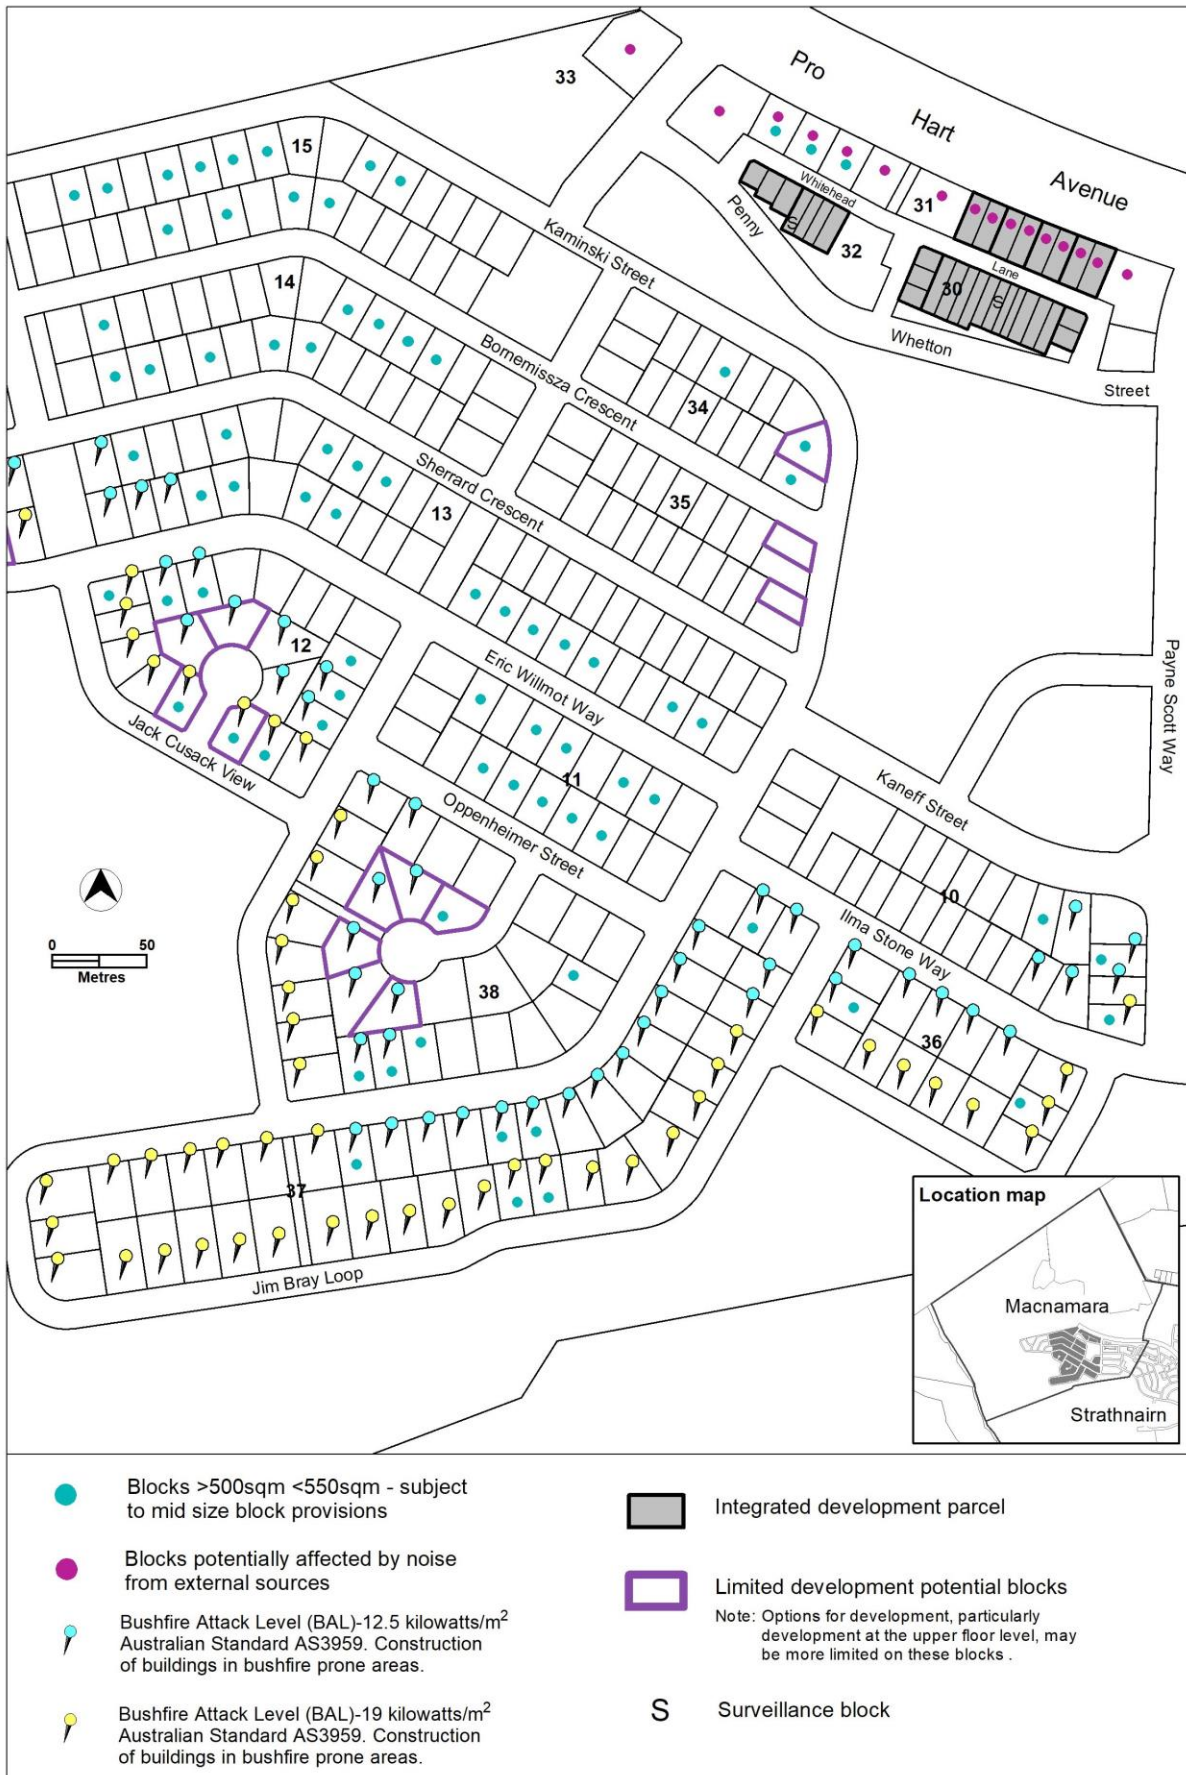 Pro
Hart
Avenue
33
15
31
Whitehead
Penny
S
32
Kaminski Street
Lane
30
S
14
Whetton
Street
Bornemissza Crescent
34
Sherrard Crescent
35
13
12
Eric Willmot Way
Payne Scott Way
Jack Cusack View
11
Kaneff Street
Oppenheimer Street
10
Ilma Stone Way
0 50
Metres
38
36
37
Jim Bray Loop
Location map
Macnamara
Strathnairn
Blocks >500sqm <550sqm - subject
to mid size block provisions
Blocks potentially affected by noise
from external sources
Bushfire Attack Level (BAL)-12.5 kilowatts/m²
Australian Standard AS3959. Construction
of buildings in bushfire prone areas.
Bushfire Attack Level (BAL)-19 kilowatts/m²
Australian Standard AS3959. Construction
of buildings in bushfire prone areas.
Integrated development parcel
Limited development potential blocks
Note: Options for development, particularly
development at the upper floor level, may
be more limited on these blocks .
S Surveillance block